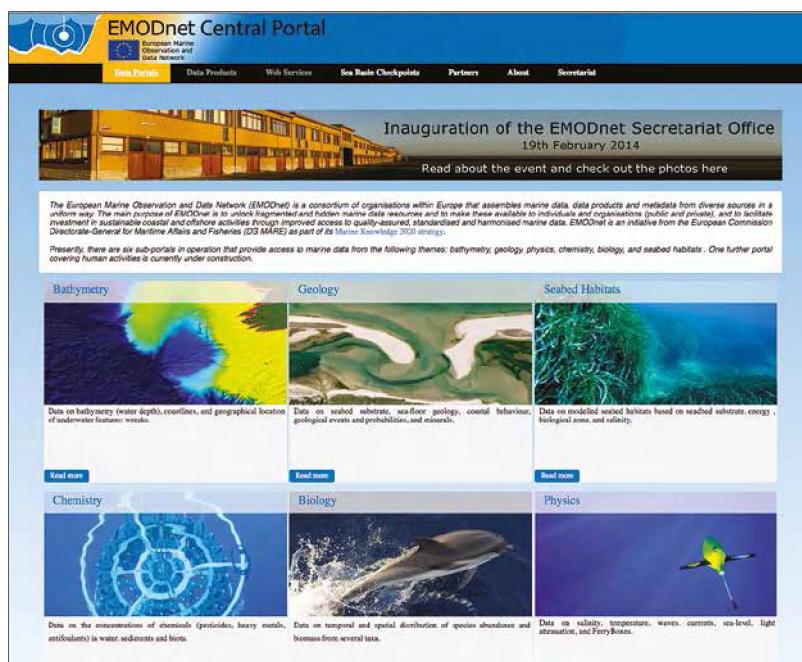 EMODnet Central Portal
European Marine
Observation and
Data Network
Data Portals Data Products Web Services Sea Basin Checkpoints Partners About Secretariat
Inauguration of the EMODnet Secretariat Office
19th February 2014
Read about the event and check out the photos here
The European Marine Observation and Data Network (EMODnet) is a consortium of organisations within Europe that assembles marine data, data products and metadata from diverse sources in a
uniform way. The main purpose of EMODnet is to unlock fragmented and hidden marine data resources and to make these available to individuals and organisations (public and private), and to facilitate
investment in sustainable coastal and offshore activities through improved access to quality-assured, standardised and harmonised marine data. EMODnet is an initiative from the European Commission
Directorate-General for Maritime Affairs and Fisheries (DG MARE) as part of its Marine Knowledge 2020 strategy.
Presently, there are six sub-portals in operation that provide access to marine data from the following themes: bathymetry, geology, physics, chemistry, biology, and seabed habitats . One further portal
covering human activities is currently under construction.
Bathymetry
Data on bathymetry (water depth), coastlines, and geographical location
of underwater features: wrecks.
Read more
Geology
Data on seabed substrate, sea-floor geology, coastal behaviour,
geological events and probabilities, and minerals.
Seabed Habitats
Data on modelled seabed habitats based on seadbed substrate, energy ,
biological zone, and salinity.
Read more
Chemistry
Data on the concentrations of chemicals (pesticides, heavy metals,
antifoulants) in water, sediments and biota.
Biology
Data on temporal and spatial distribution of species abundance and
biomass from several taxa.
Physics
Data on salinity, temperature, waves, currents, sea-level, light
attenuation, and FerryBoxes.